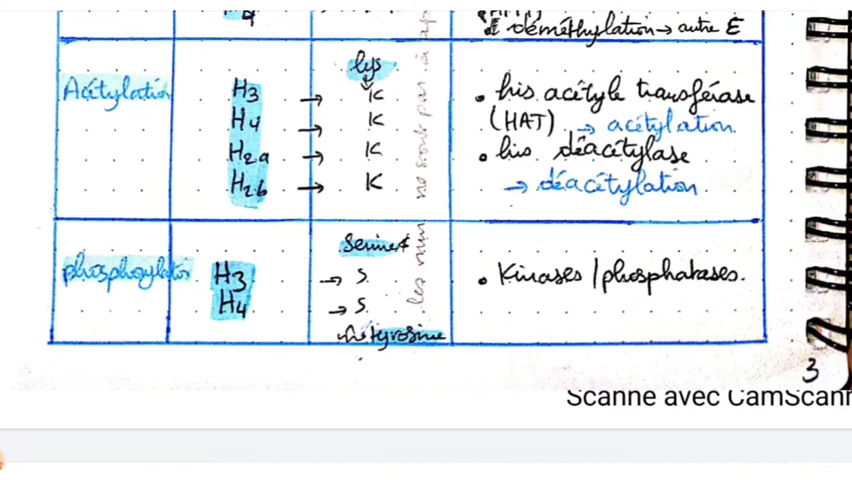 déméthylation → autre E
lys
Acétylation
H3 → K
H4 → K
H2a → K
H2b → K
• his acétyle transférase
(HAT) → acétylation
• his déacétylase
→ déacétylation
phosphorylation
H3
H4
serine
→ S
→ S
tyrosine
• Kinases / phosphatases.
3
Scanné avec CamScann